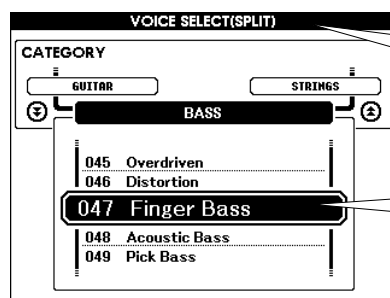 VOICE SELECT(SPLIT)
CATEGORY
GUITAR
STRINGS
BASS
045 Overdriven
046 Distortion
047 Finger Bass
048 Acoustic Bass
049 Pick Bass